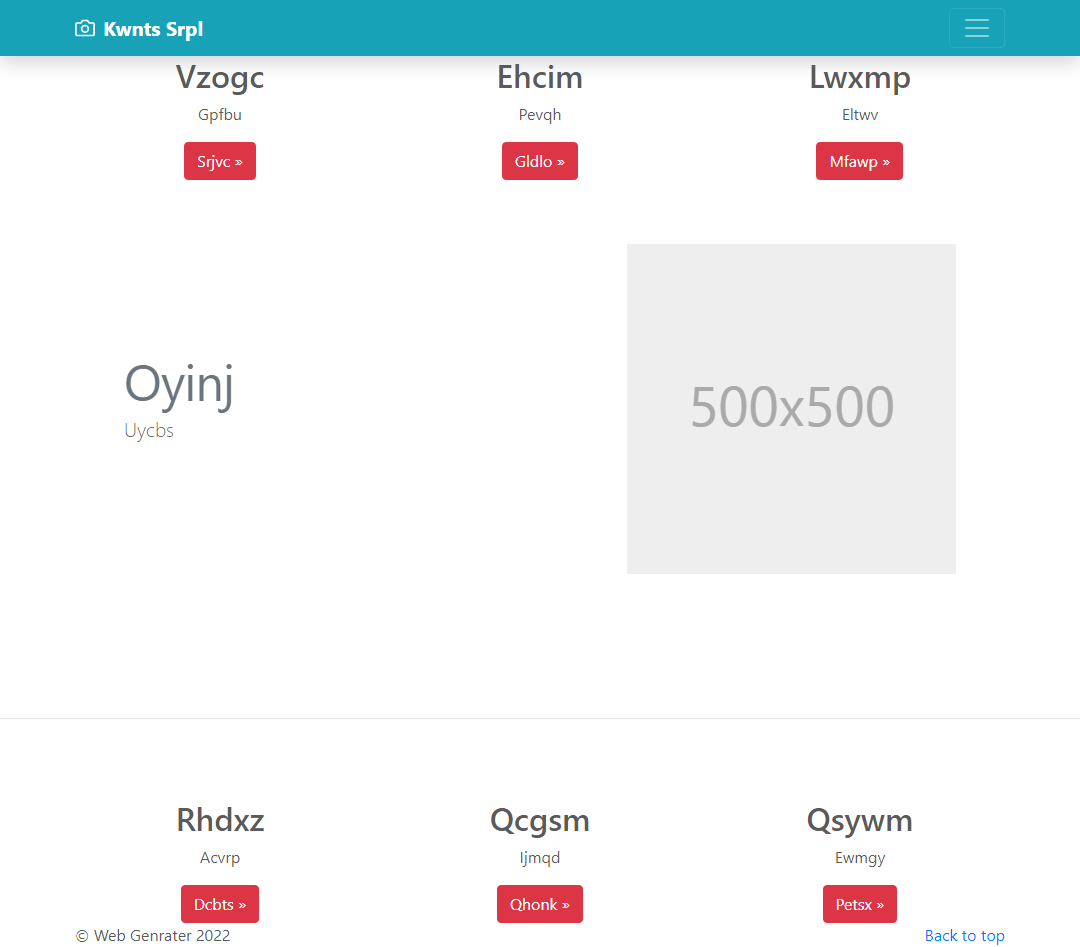 Kwnts Srpl
Vzogc
Gpfbu
Srjvc »
Ehcim
Pevqh
Gldlo »
Lwxmp
Eltwv
Mfawp »
Oyinj
Uycbs
500x500
Rhdxz
Acvrp
Dcbts »
Qcgsm
Ijmqd
Qhonk »
Qsywm
Ewmgy
Petsx »
© Web Genrater 2022
Back to top